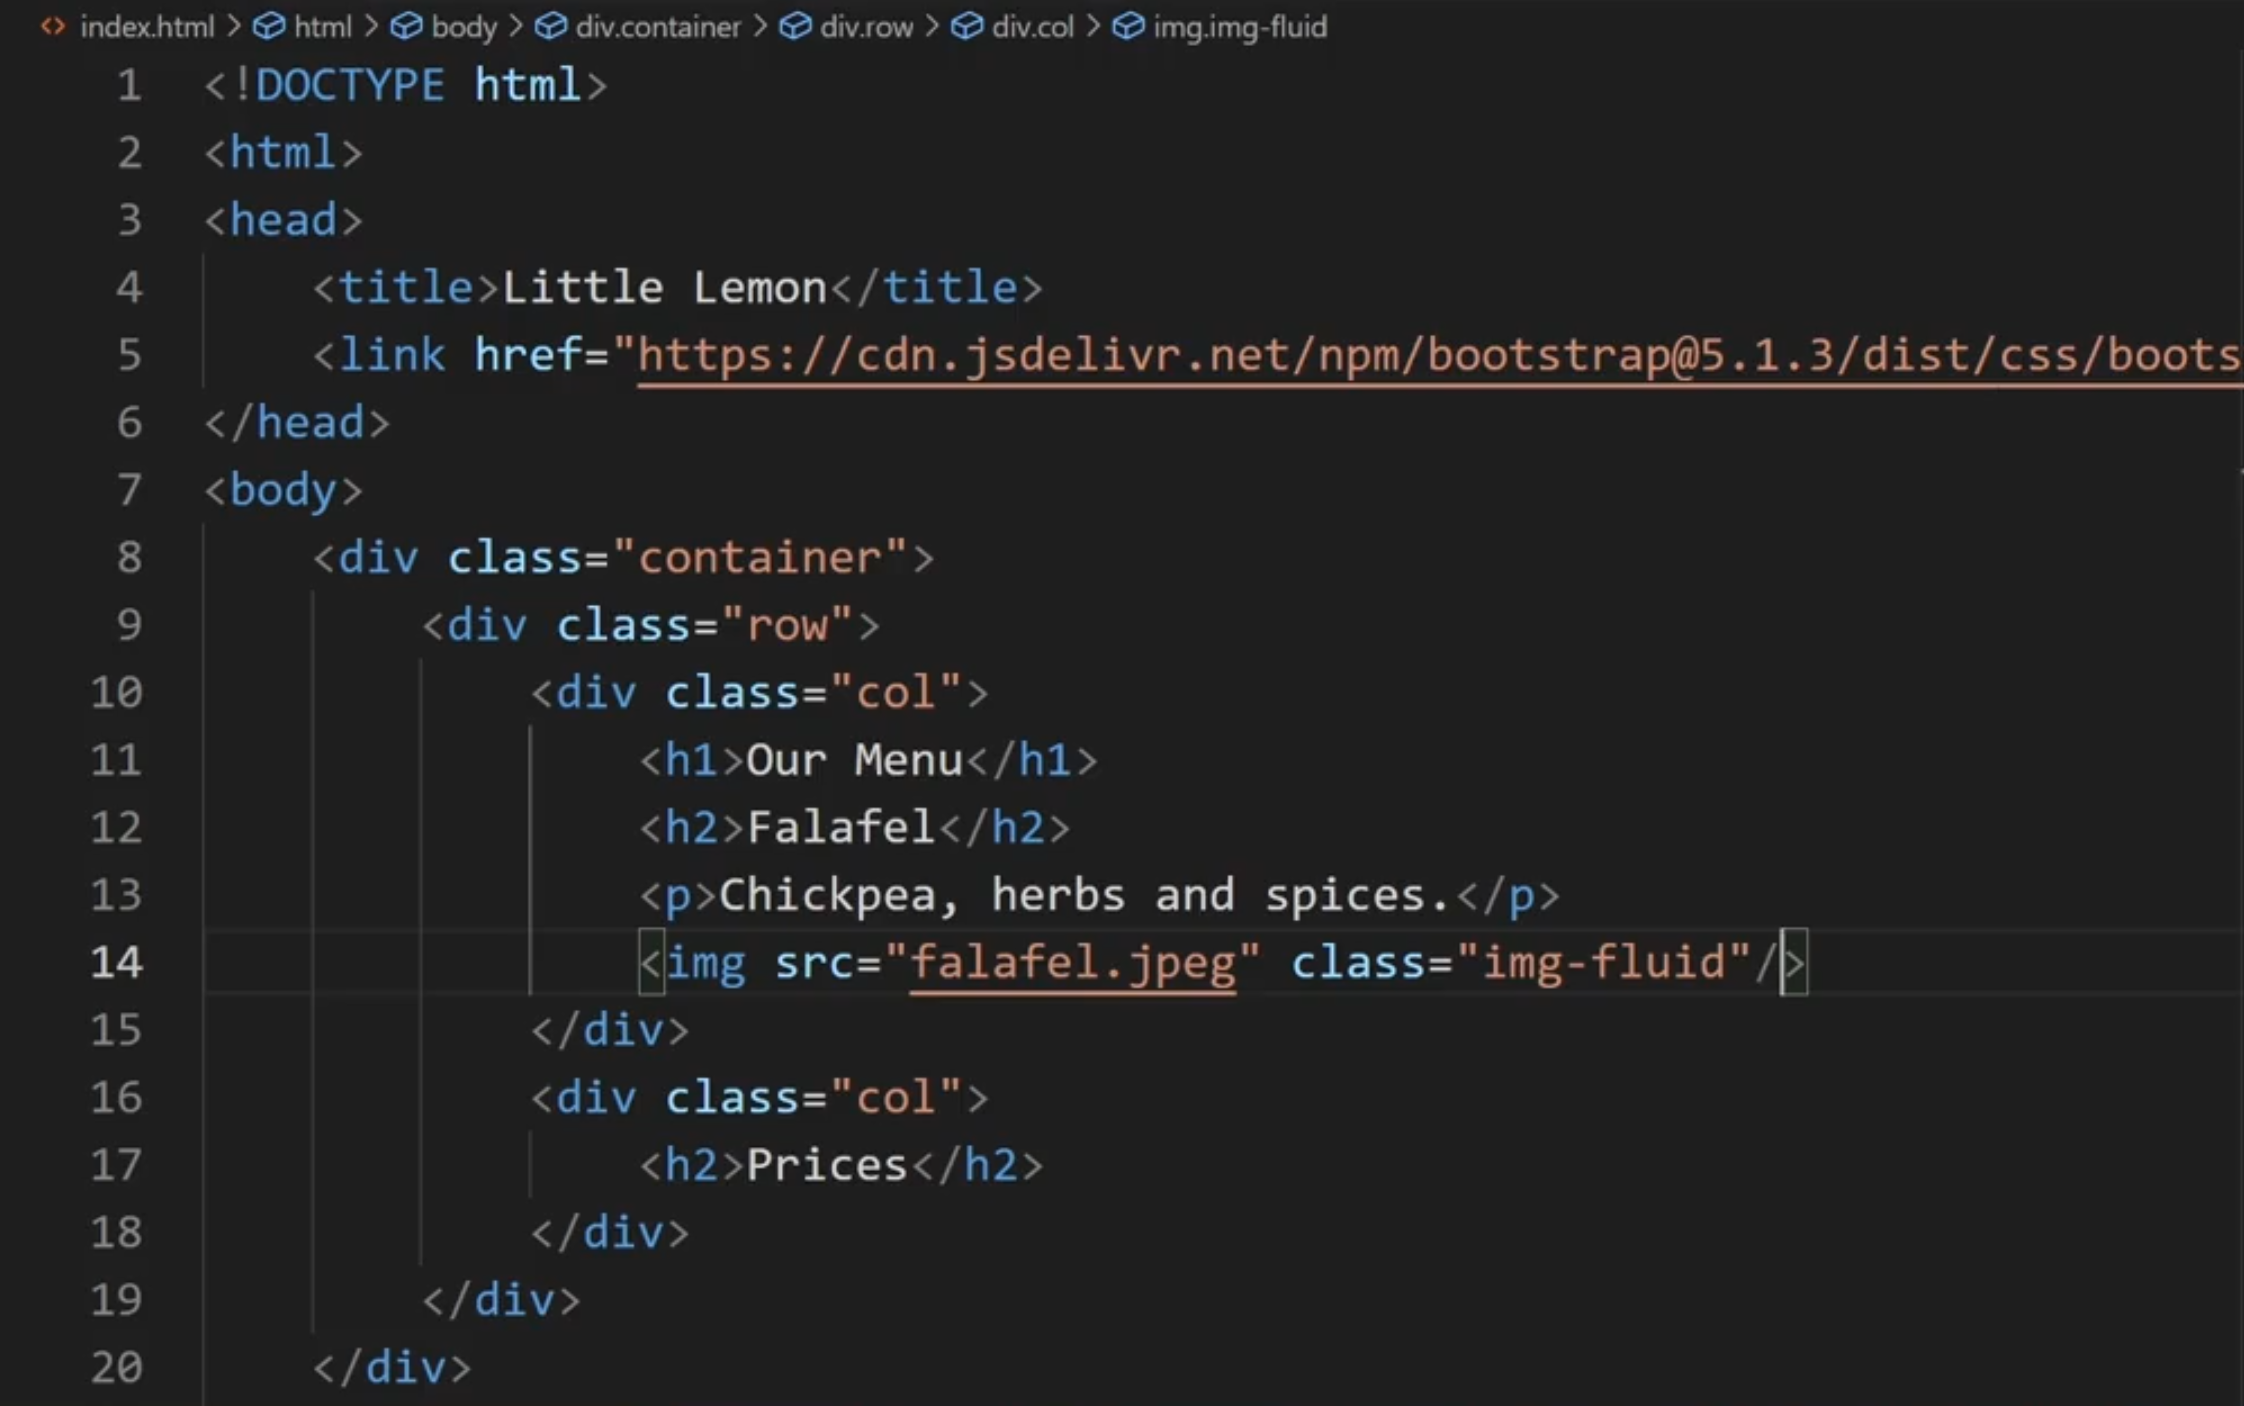 index.html > html > body > div.container > div.row > div.col > img.img-fluid
1 <!DOCTYPE html>
2 <html>
3 <head>
4 <title>Little Lemon</title>
5 <link href="https://cdn.jsdelivr.net/npm/bootstrap@5.1.3/dist/css/boots
6 </head>
7 <body>
8 <div class="container">
9 <div class="row">
10 <div class="col">
11 <h1>Our Menu</h1>
12 <h2>Falafel</h2>
13 <p>Chickpea, herbs and spices.</p>
14 <img src="falafel.jpeg" class="img-fluid"/>
15 </div>
16 <div class="col">
17 <h2>Prices</h2>
18 </div>
19 </div>
20 </div>